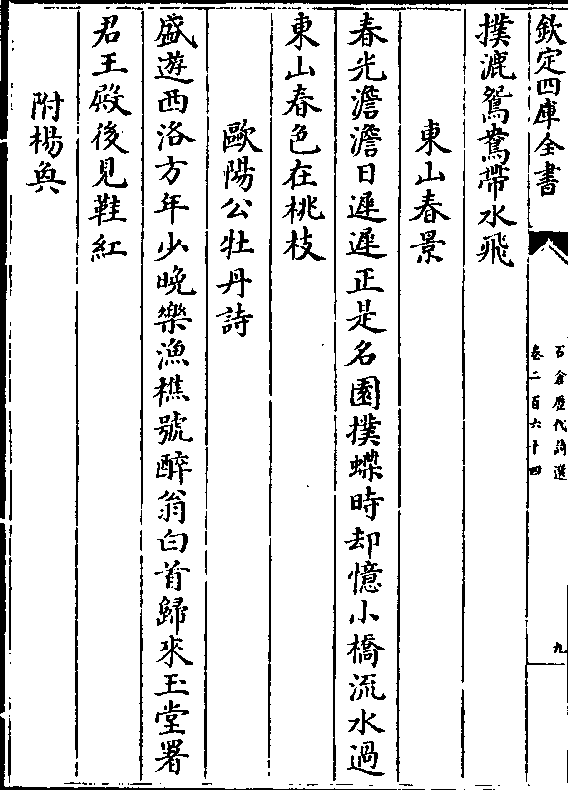 欽定四庫全書
石倉歷代詩選
卷二百六十四
九
撲漉鴛鴦帶水飛
東山春景
春光澹澹日遲遲正是名園撲蝶時却憶小橋流水過
東山春色在桃枝
歐陽公牡丹詩
盛遊西洛方年少晚樂漁樵號醉翁白首歸來玉堂署
君王殿後見鞓紅
附楊奐